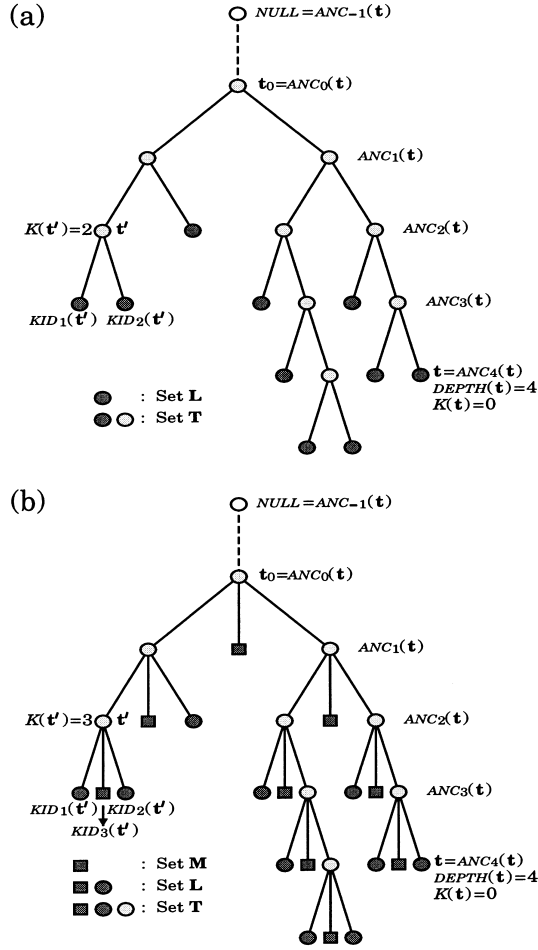 (a)
NULL=ANC-1(t)
t0=ANC0(t)
ANC1(t)
K(t')=2 t'
ANC2(t)
ANC3(t)
KID1(t') KID2(t')
t=ANC4(t)
DEPTH(t)=4
K(t)=0
: Set L
: Set T
(b)
NULL=ANC-1(t)
t0=ANC0(t)
ANC1(t)
K(t')=3 t'
ANC2(t)
ANC3(t)
KID1(t') KID2(t')
KID3(t')
t=ANC4(t)
DEPTH(t)=4
K(t)=0
: Set M
: Set L
: Set T